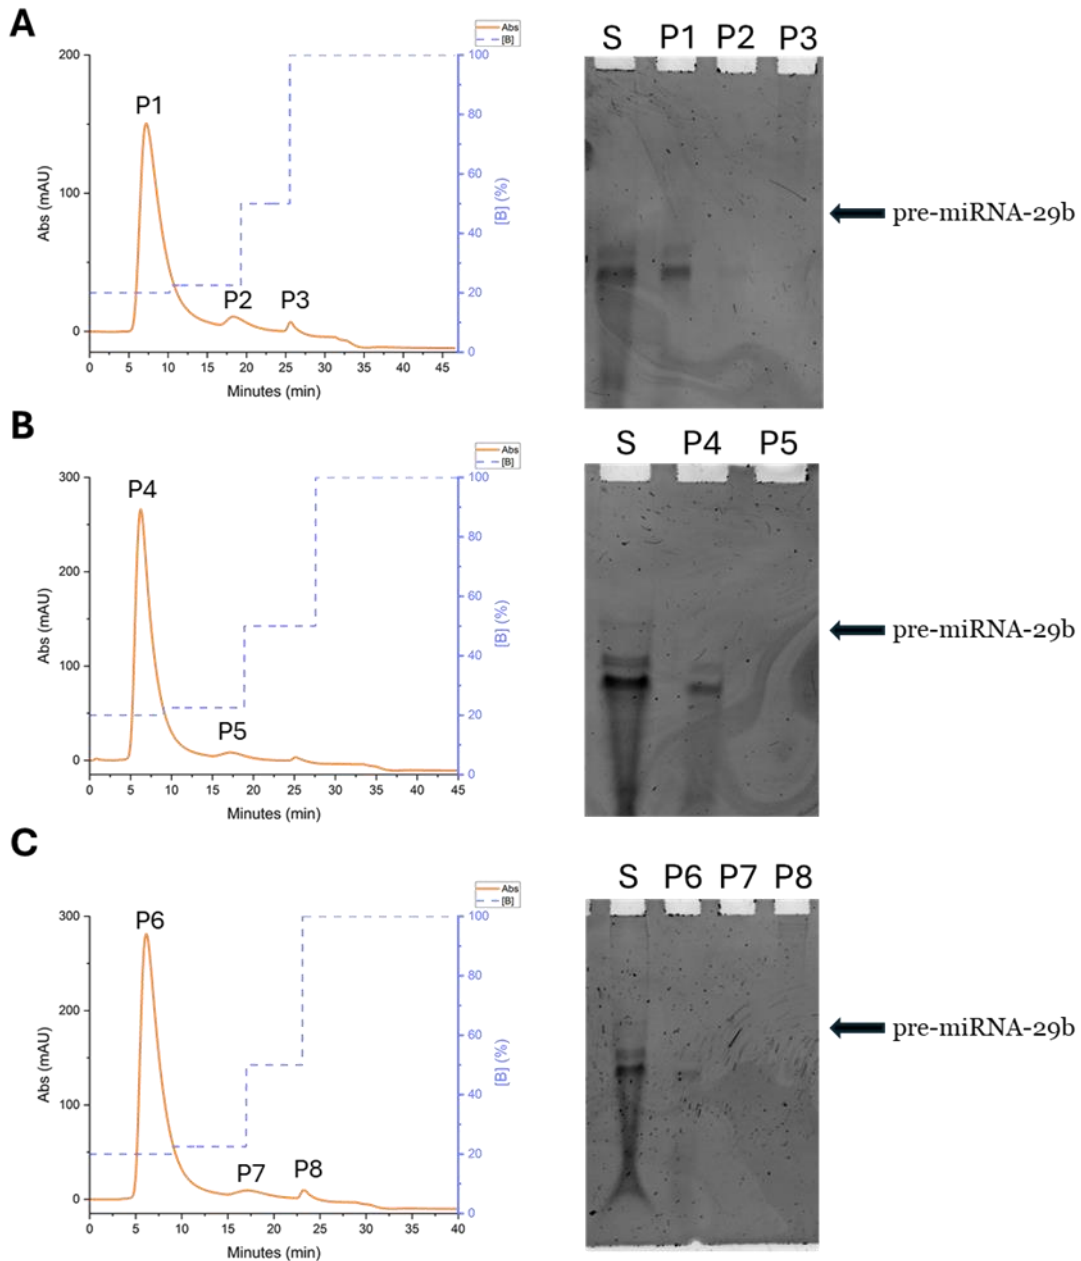 A
Abs
[B]
200
100
0
Abs (mAU)
P1
P2
P3
100
80
60
40
20
0
[B] (%)
0 5 10 15 20 25 30 35 40 45
Minutes (min)
S P1 P2 P3
pre-miRNA-29b
B
Abs
[B]
300
200
100
0
Abs (mAU)
P4
P5
100
80
60
40
20
0
[B] (%)
0 5 10 15 20 25 30 35 40 45
Minutes (min)
S P4 P5
pre-miRNA-29b
C
Abs
[B]
300
200
100
0
Abs (mAU)
P6
P7
P8
100
80
60
40
20
0
[B] (%)
0 5 10 15 20 25 30 35 40
Minutes (min)
S P6 P7 P8
pre-miRNA-29b